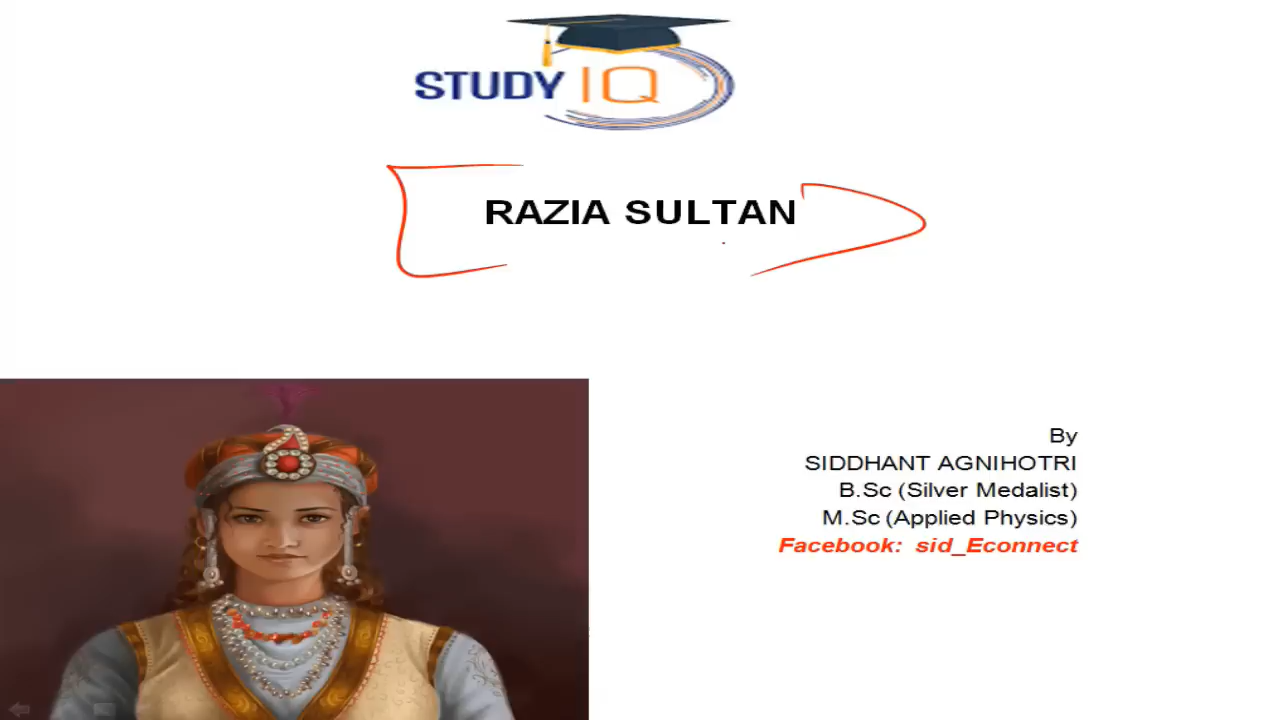 STUDY IQ
RAZIA SULTAN
By
SIDDHANT AGNIHOTRI
B.Sc (Silver Medalist)
M.Sc (Applied Physics)
Facebook: sid_Econnect